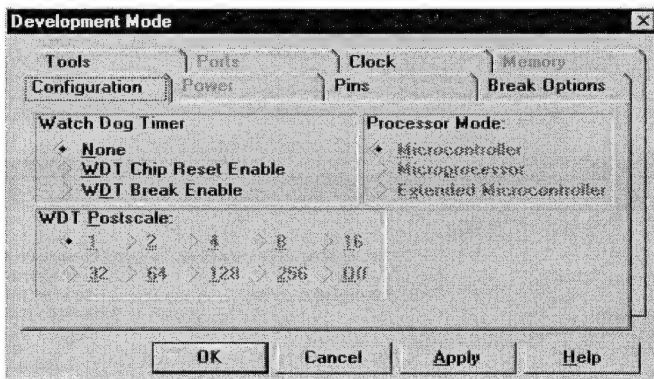 Development Mode
Tools Ports Clock Memory
Configuration Power Pins Break Options
Watch Dog Timer
None
WDT Chip Reset Enable
WDT Break Enable
Processor Mode:
Microcontroller
Microprocessor
Extended Microcontroller
WDT Postscale:
1 2 4 8 16
32 64 128 256 Off
OK Cancel Apply Help